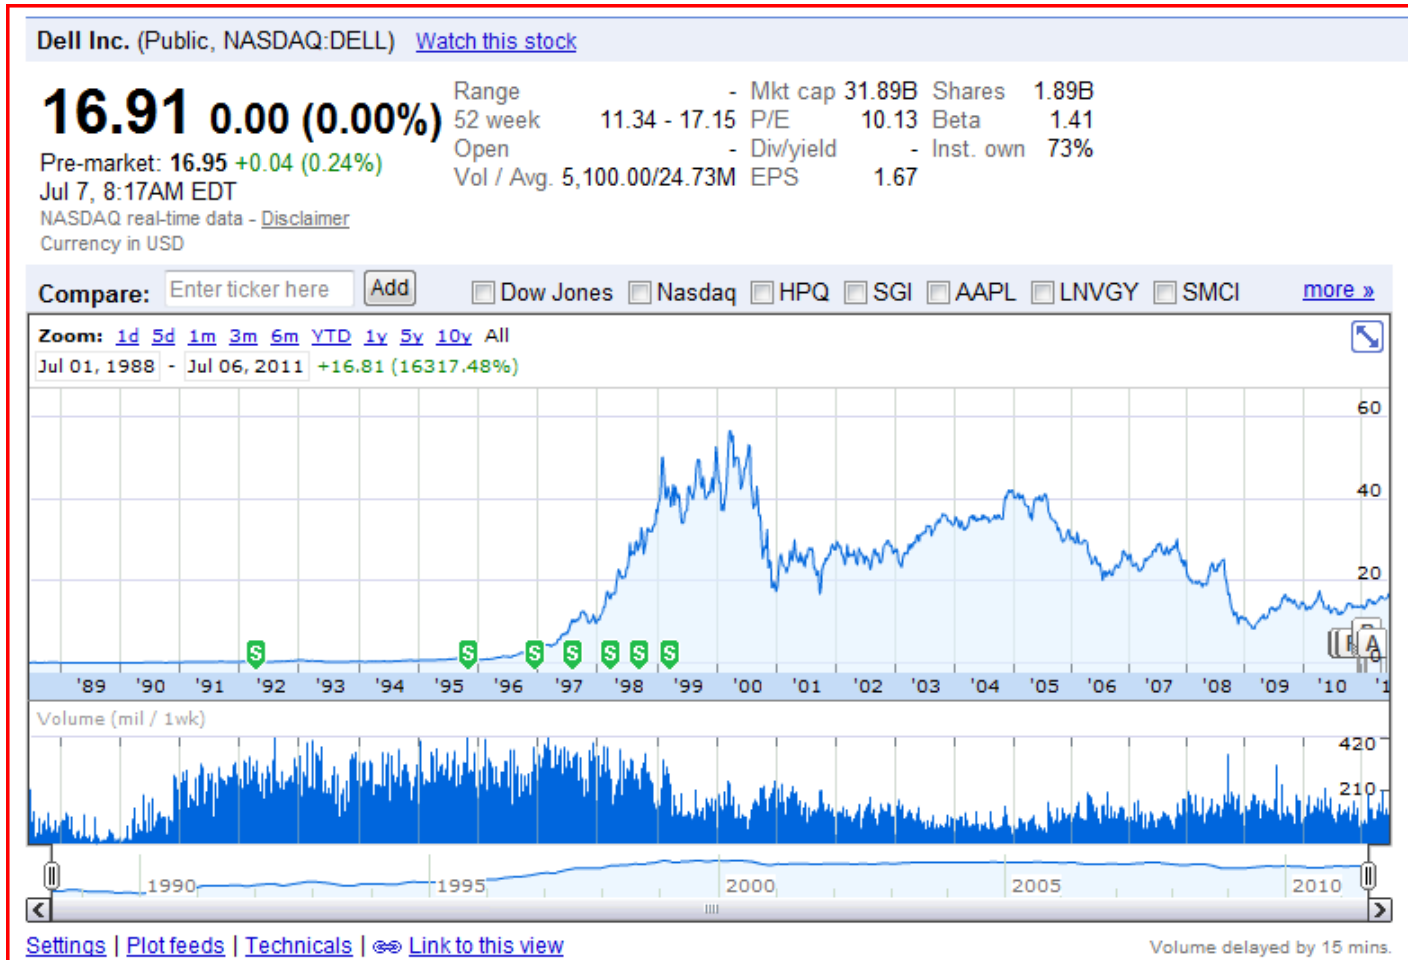 Dell Inc. (Public, NASDAQ:DELL) Watch this stock
16.91 0.00 (0.00%)
Pre-market: 16.95 +0.04 (0.24%)
Jul 7, 8:17AM EDT
NASDAQ real-time data - Disclaimer
Currency in USD
Range - Mkt cap 31.89B Shares 1.89B
52 week 11.34 - 17.15 P/E 10.13 Beta 1.41
Open - Div/yield - Inst. own 73%
Vol / Avg. 5,100.00/24.73M EPS 1.67
Compare: Enter ticker here Add Dow Jones Nasdaq HPQ SGI AAPL LNVGY SMCI more »
Zoom: 1d 5d 1m 3m 6m YTD 1y 5y 10y All
Jul 01, 1988 - Jul 06, 2011 +16.81 (16317.48%)
60
40
20
S S S S S S S A
0
'89 '90 '91 '92 '93 '94 '95 '96 '97 '98 '99 '00 '01 '02 '03 '04 '05 '06 '07 '08 '09 '10
Volume (mil / 1wk)
420
210
1990 1995 2000 2005 2010
Settings | Plot feeds | Technicals | Link to this view
Volume delayed by 15 mins.